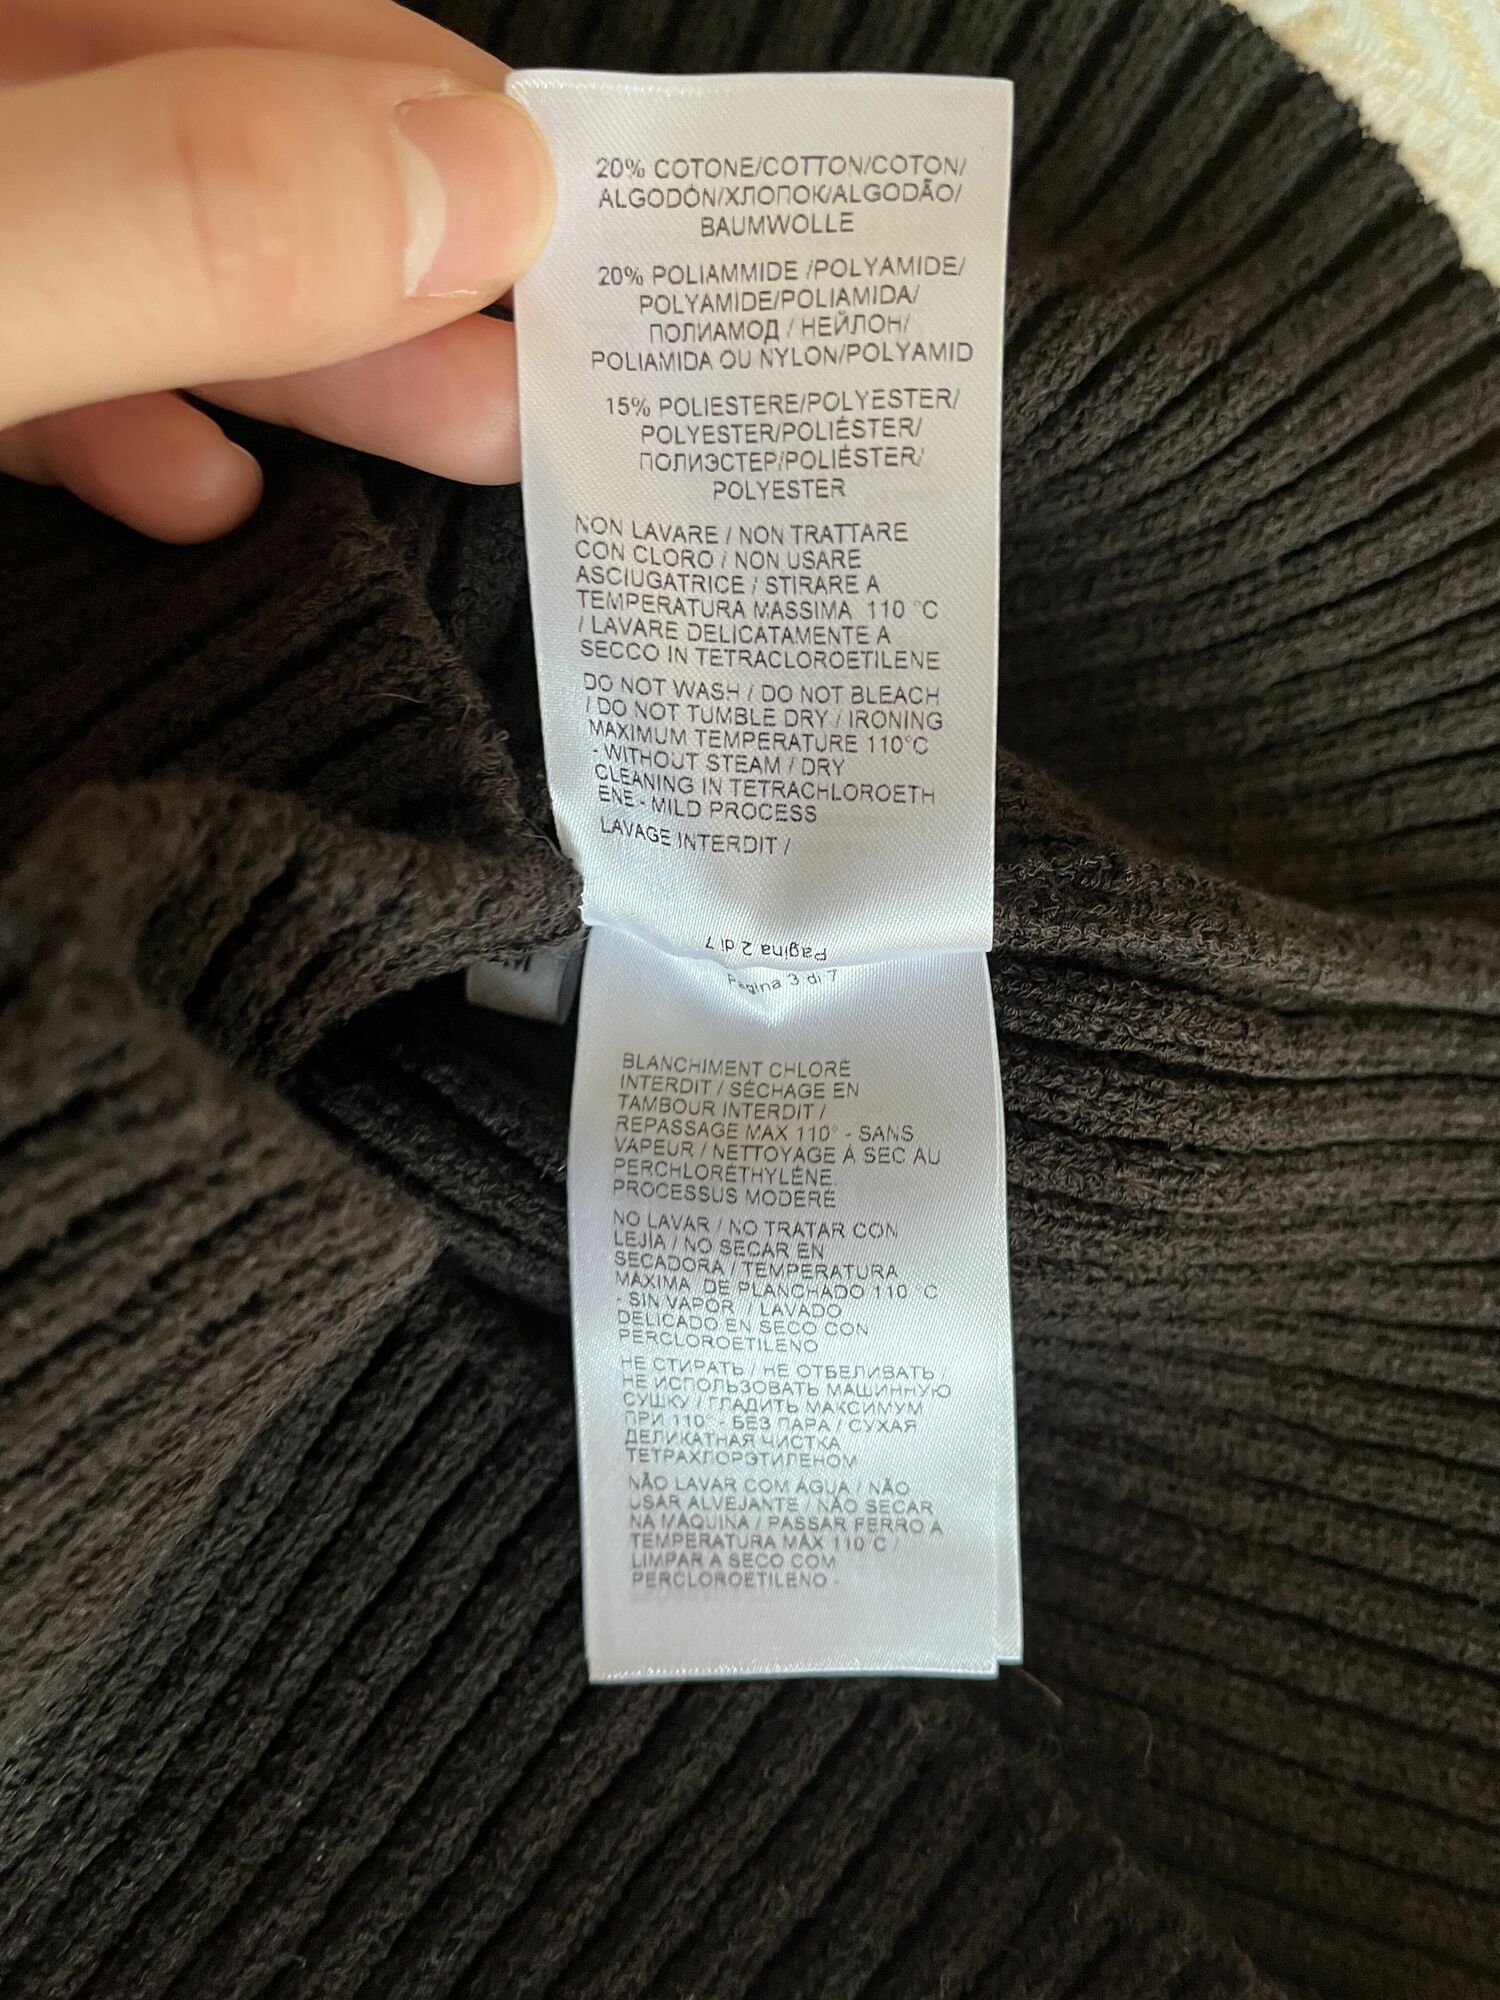 20% COTONE/COTTON/COTON/
ALGODÓN/ХЛОПОК/ALGODÃO/
BAUMWOLLE
20% POLIAMMIDE /POLYAMIDE/
POLYAMIDE/POLIAMIDA/
ПОЛИАМОД / НЕЙЛОН/
POLIAMIDA OU NYLON/POLYAMID
15% POLIESTERE/POLYESTER/
POLYESTER/POLIÉSTER/
ПОЛИЭСТЕР/POLIÉSTER/
POLYESTER
NON LAVARE / NON TRATTARE
CON CLORO / NON USARE
ASCIUGATRICE / STIRARE A
TEMPERATURA MASSIMA 110 °C
/ LAVARE DELICATAMENTE A
SECCO IN TETRACLOROETILENE
DO NOT WASH / DO NOT BLEACH
/ DO NOT TUMBLE DRY / IRONING
MAXIMUM TEMPERATURE 110°C
- WITHOUT STEAM / DRY
CLEANING IN TETRACHLOROETH
ENE - MILD PROCESS
LAVAGE INTERDIT /
Pagina 2 di 7
Pagina 3 di 7
M
BLANCHIMENT CHLORÉ
INTERDIT / SÉCHAGE EN
TAMBOUR INTERDIT /
REPASSAGE MAX 110° - SANS
VAPEUR / NETTOYAGE À SEC AU
PERCHLORÉTHYLÈNE.
PROCESSUS MODÉRÉ
NO LAVAR / NO TRATAR CON
LEJÍA / NO SECAR EN
SECADORA / TEMPERATURA
MÁXIMA DE PLANCHADO 110 °C
- SIN VAPOR / LAVADO
DELICADO EN SECO CON
PERCLOROETILENO
НЕ СТИРАТЬ / НЕ ОТБЕЛИВАТЬ /
НЕ ИСПОЛЬЗОВАТЬ МАШИННУЮ
СУШКУ / ГЛАДИТЬ МАКСИМУМ
ПРИ 110° - БЕЗ ПАРА / СУХАЯ
ДЕЛИКАТНАЯ ЧИСТКА
ТЕТРАХЛОРЭТИЛЕНОМ
NÃO LAVAR COM ÁGUA / NÃO
USAR ALVEJANTE / NÃO SECAR
NA MÁQUINA / PASSAR FERRO A
TEMPERATURA MÁX 110°C /
LIMPAR A SECO COM
PERCLOROETILENO -